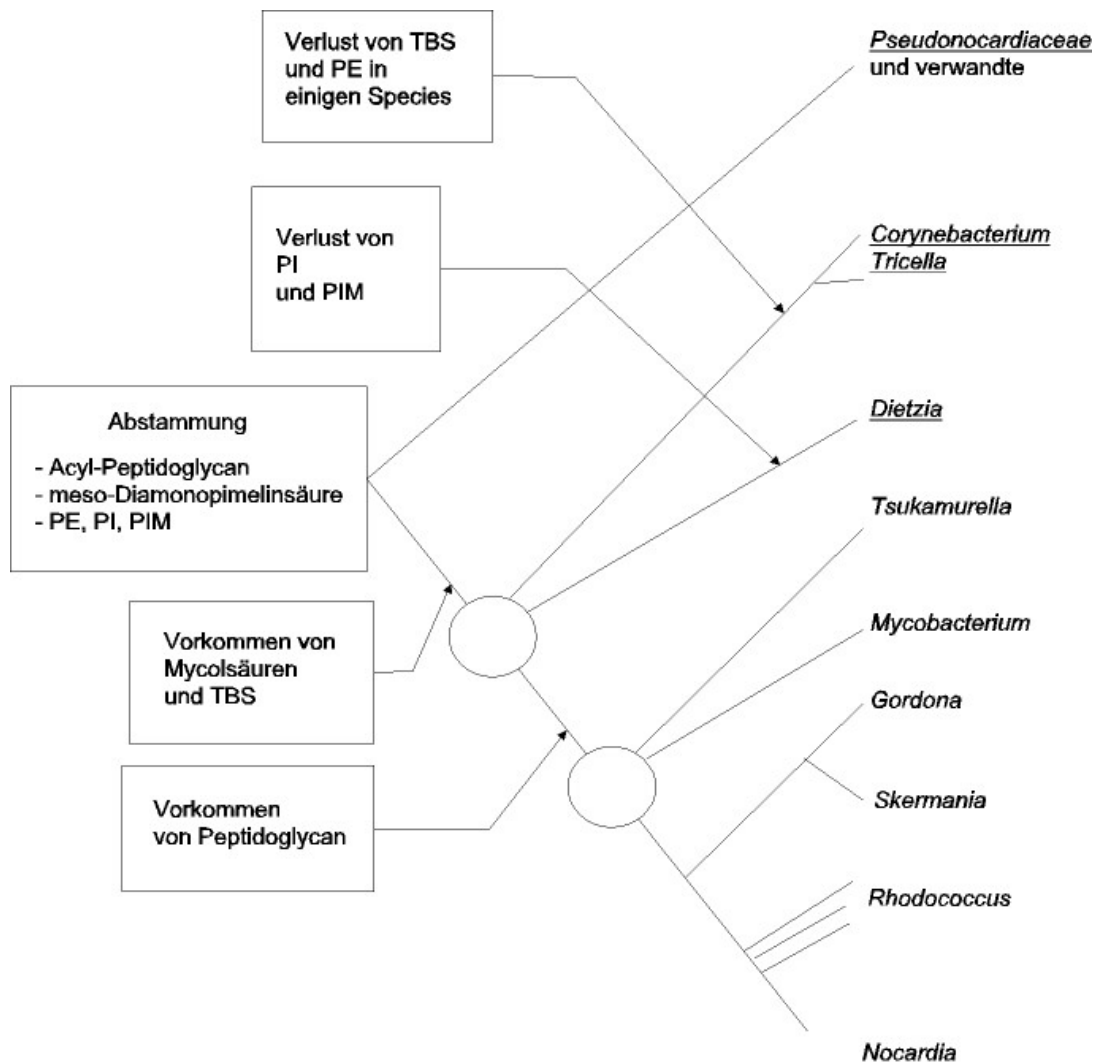 Verlust von TBS
und PE in
einigen Species
Pseudonocardiaceae
und verwandte
Verlust von
PI
und PIM
Corynebacterium
Tricella
Abstammung
- Acyl-Peptidoglycan
- meso-Diamonopimelinsäure
- PE, PI, PIM
Dietzia
Tsukamurella
Vorkommen von
Mycolsäuren
und TBS
Mycobacterium
Gordona
Vorkommen
von Peptidoglycan
Skermania
Rhodococcus
Nocardia